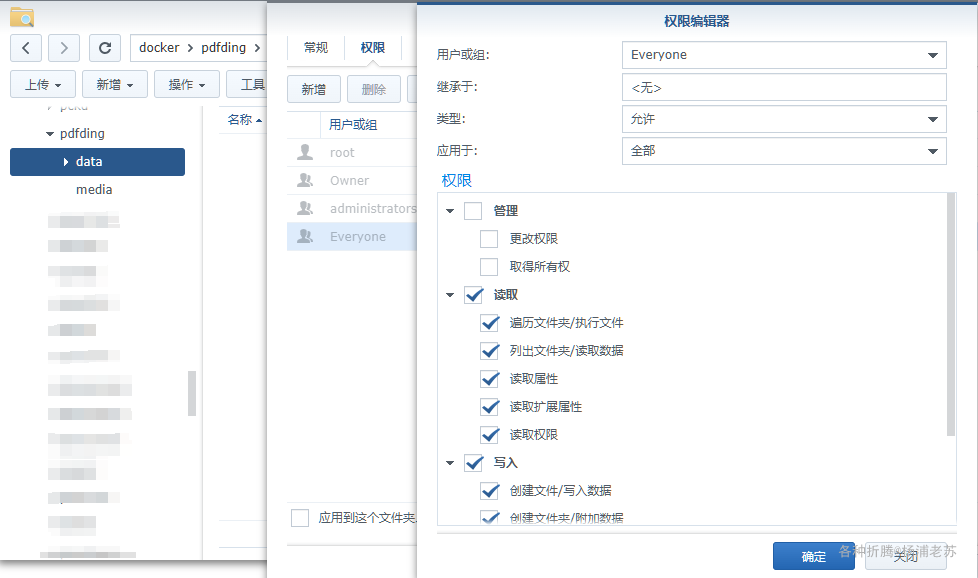 docker > pdfding >
上传
新增
操作
工具
pdfding
data
media
名称
常规
权限
新增
删除
用户或组
root
Owner
administrators
Everyone
应用到这个文件夹
权限编辑器
用户或组:
Everyone
继承于:
<无>
类型:
允许
应用于:
全部
权限
管理
更改权限
取得所有权
读取
遍历文件夹/执行文件
列出文件夹/读取数据
读取属性
读取扩展属性
读取权限
写入
创建文件/写入数据
创建文件夹/附加数据
确定
关闭
各种折腾@杨浦老苏